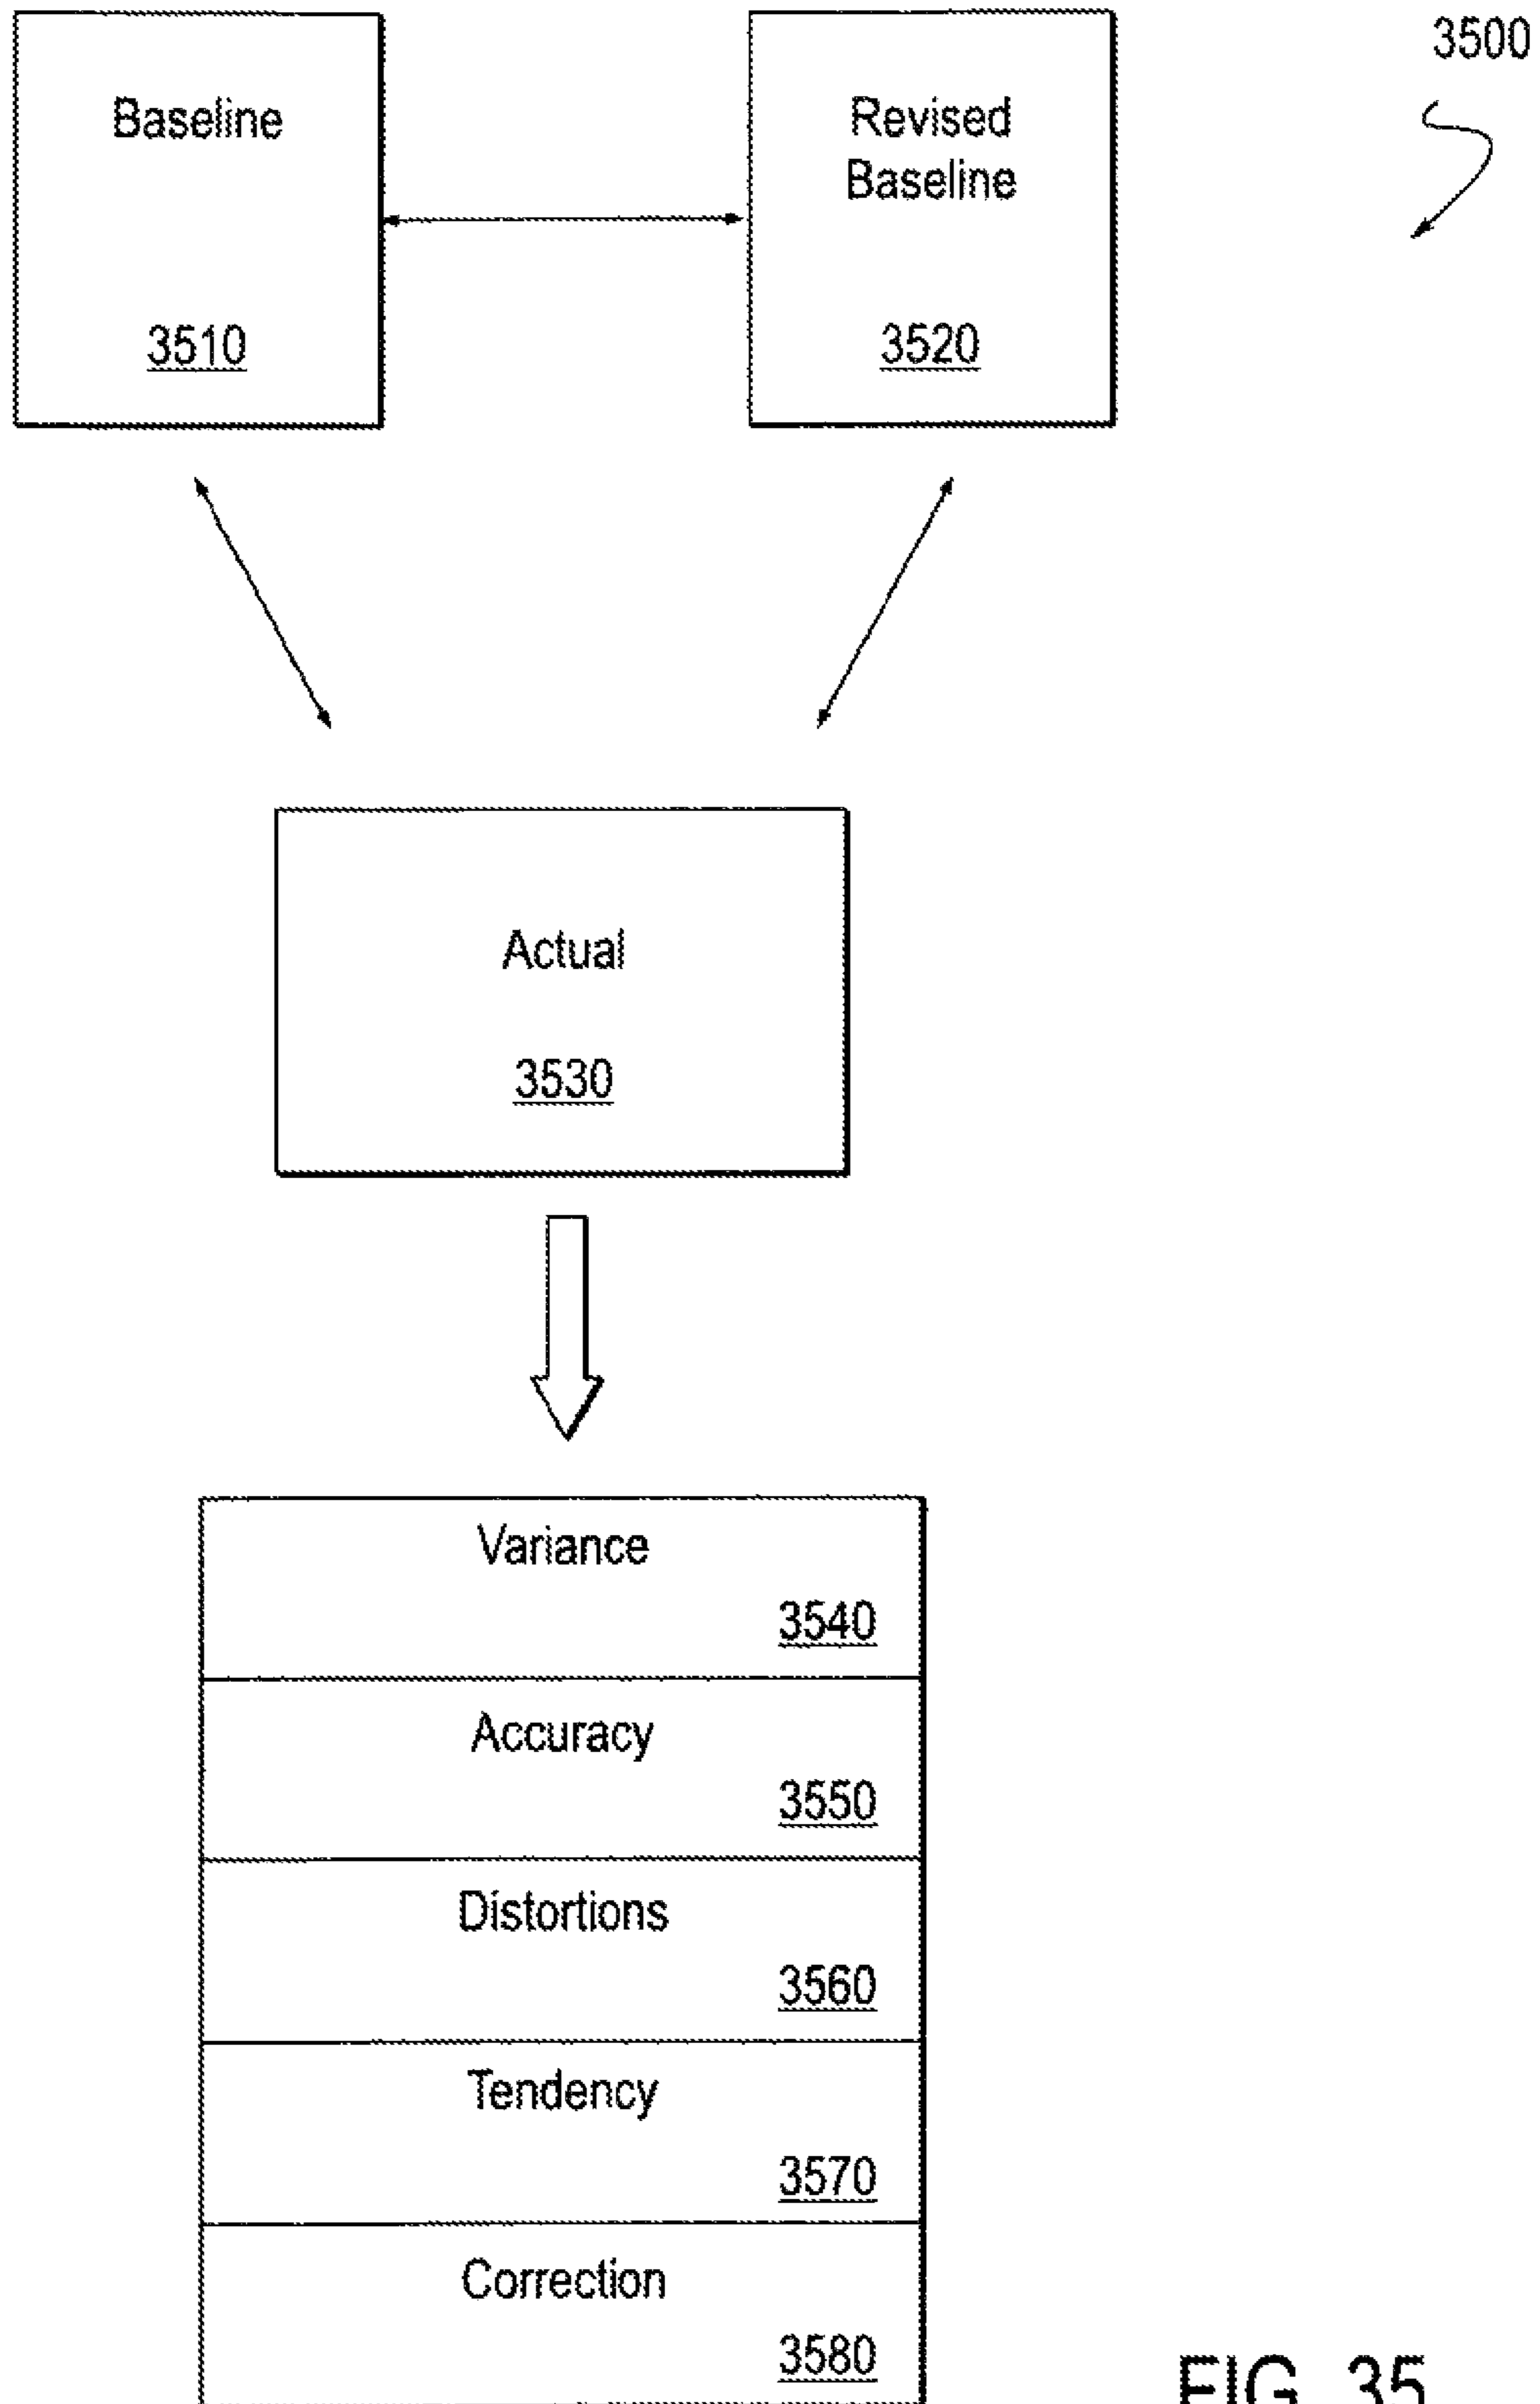 3500
Baseline
3510
Revised
Baseline
3520
Actual
3530
Variance
3540
Accuracy
3550
Distortions
3560
Tendency
3570
Correction
3580
FIG. 35